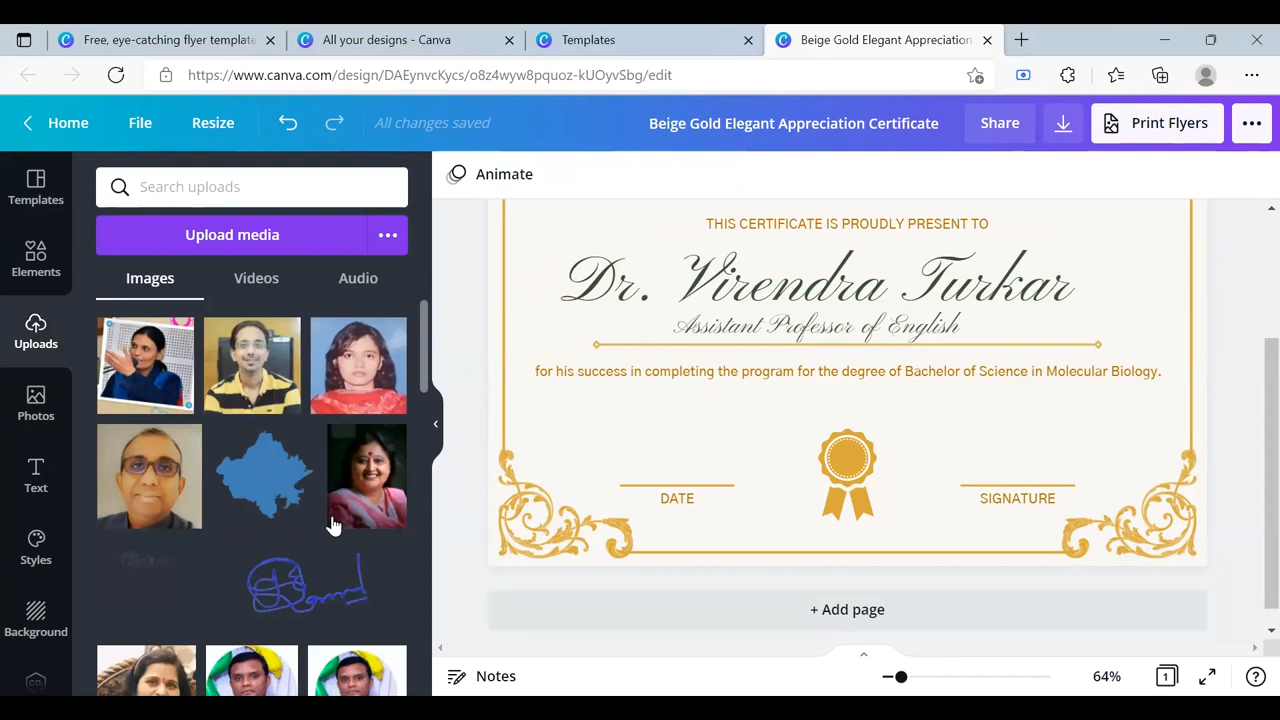 Free, eye-catching flyer template
All your designs - Canva
Templates
Beige Gold Elegant Appreciation
https://www.canva.com/design/DAEynvcKycs/o8z4wyw8pquoz-kUOyvSbg/edit
Home
File
Resize
All changes saved
Beige Gold Elegant Appreciation Certificate
Share
Print Flyers
Templates
Elements
Uploads
Photos
Text
Styles
Background
Search uploads
Upload media
Images
Videos
Audio
Animate
THIS CERTIFICATE IS PROUDLY PRESENT TO
Dr. Virendra Turkar
Assistant Professor of English
for his success in completing the program for the degree of Bachelor of Science in Molecular Biology.
DATE
SIGNATURE
+ Add page
Notes
64%
1